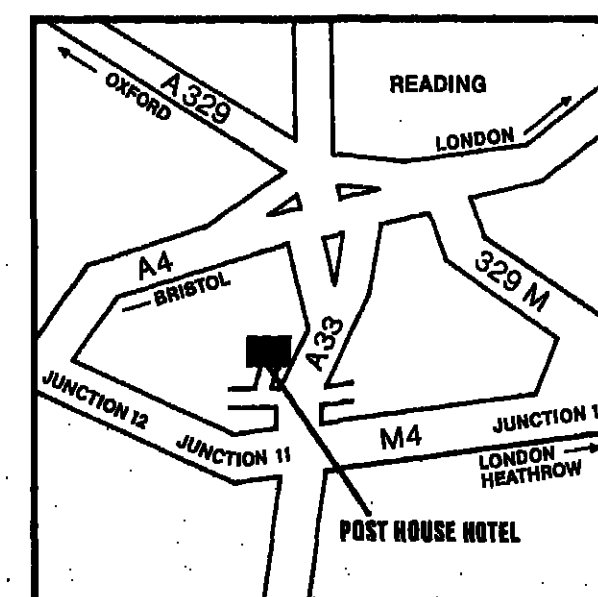 READING
OXFORD
A329
LONDON
A4
BRISTOL
329 M
A33
JUNCTION 12
JUNCTION 11
M4
JUNCTION 1
LONDON
HEATHROW
POST HOUSE HOTEL